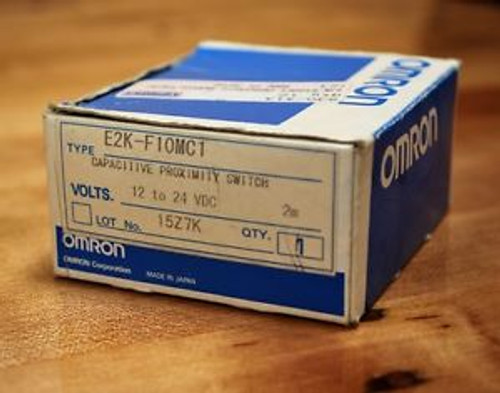 OMRON
OMRON
TYPE E2K-F10MC1
CAPACITIVE PROXIMITY SWITCH
VOLTS. 12 to 24 VDC 2m
LOT No. 15Z7K QTY. 1
OMRON
OMRON Corporation MADE IN JAPAN